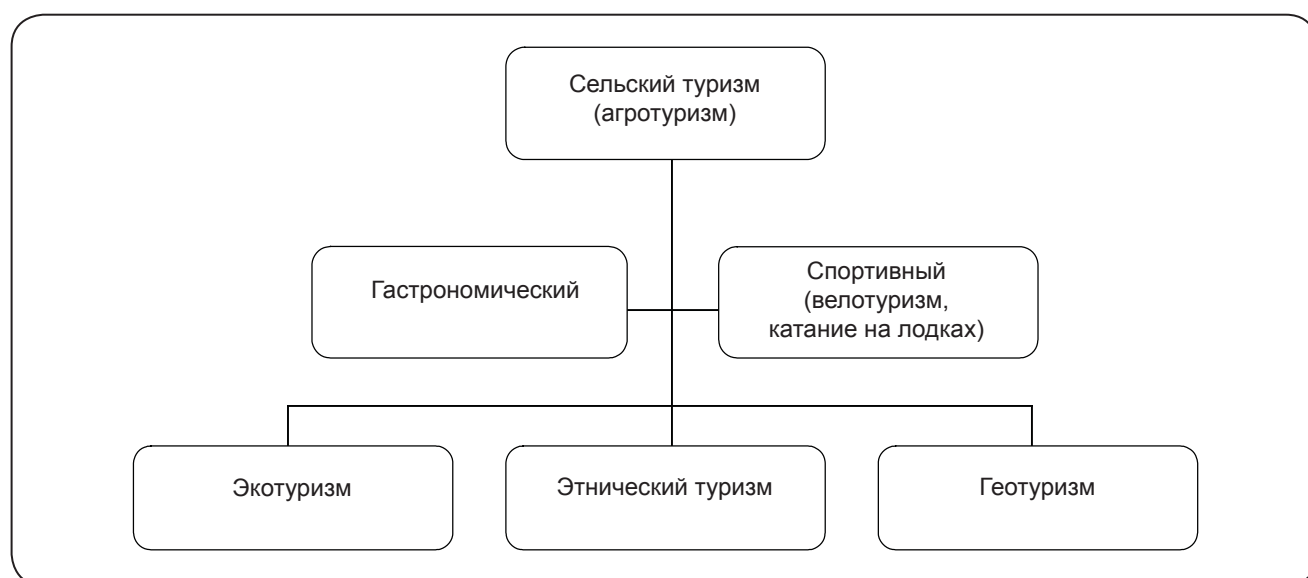 Сельский туризм
(агротуризм)
Гастрономический
Спортивный
(велотуризм,
катание на лодках)
Экотуризм
Этнический туризм
Геотуризм